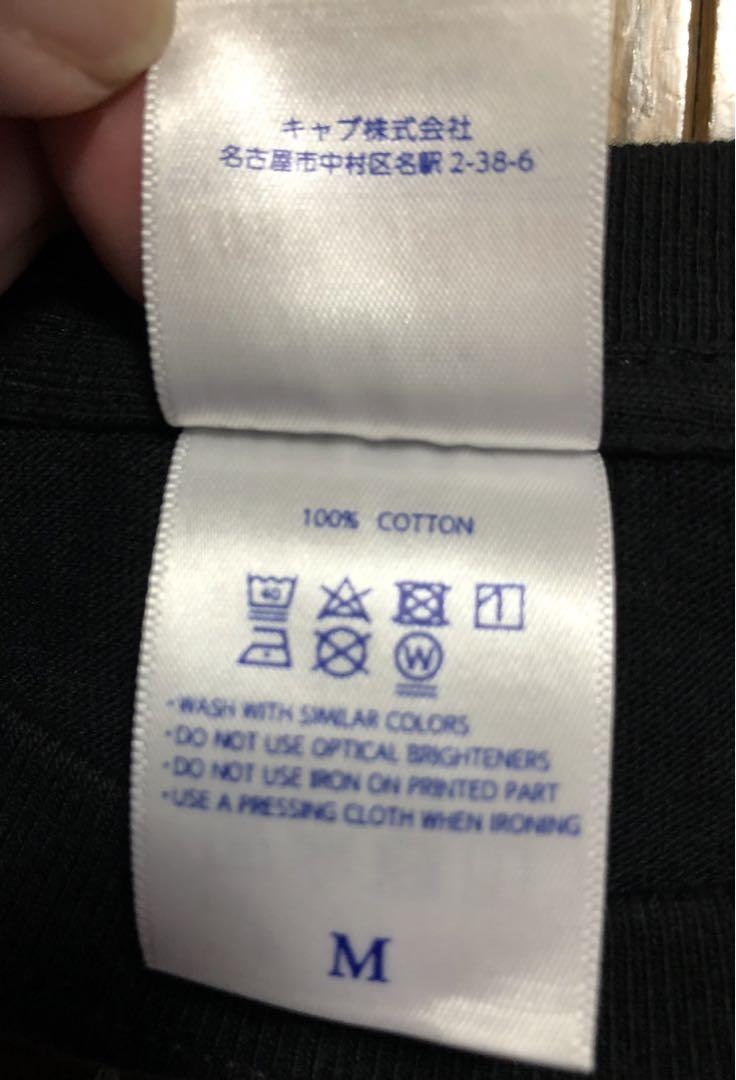 キャブ株式会社
名古屋市中村区名駅 2-38-6
100% COTTON
40
W
・WASH WITH SIMILAR COLORS
・DO NOT USE OPTICAL BRIGHTENERS
・DO NOT USE IRON ON PRINTED PART
・USE A PRESSING CLOTH WHEN IRONING
M